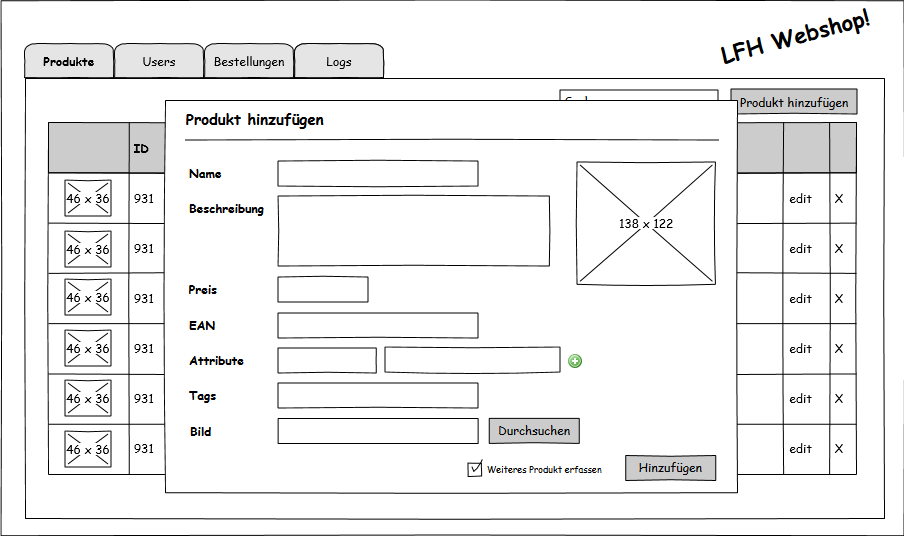 LFH Webshop!
Produkte Users Bestellungen Logs
Produkt hinzufügen
ID
46 x 36 931 edit X
46 x 36 931 edit X
46 x 36 931 edit X
46 x 36 931 edit X
46 x 36 931 edit X
46 x 36 931 edit X
Produkt hinzufügen
Name
138 x 122
Beschreibung
Preis
EAN
Attribute
Tags
Bild Durchsuchen
Weiteres Produkt erfassen Hinzufügen